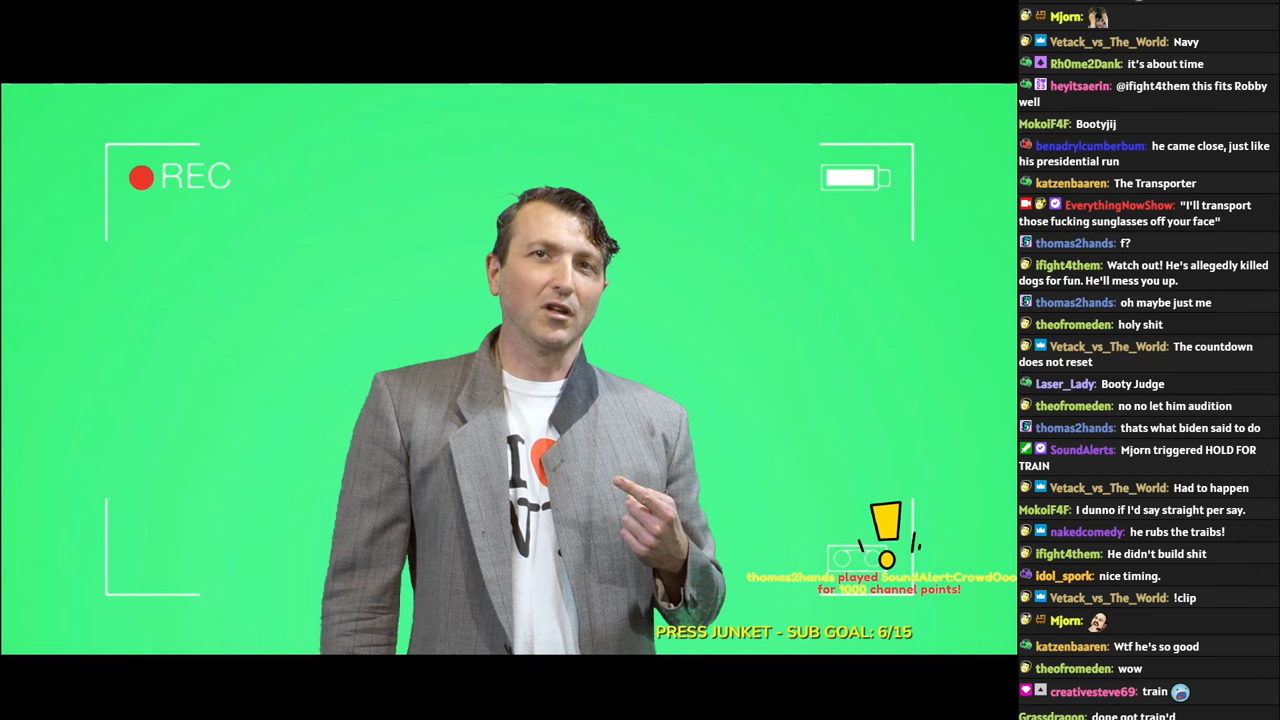 REC
I
thomas2hands played SoundAlert:CrowdOoo
for 1000 channel points!
PRESS JUNKET - SUB GOAL: 6/15
Mjorn:
Vetack_vs_The_World: Navy
Rh0me2Dank: it's about time
heyitsaerin: @ifight4them this fits Robby
well
MokoiF4F: Bootyjij
benadrylcumberbum: he came close, just like
his presidential run
katzenbaaren: The Transporter
EverythingNowShow: "I'll transport
those fucking sunglasses off your face"
thomas2hands: f?
ifight4them: Watch out! He's allegedly killed
dogs for fun. He'll mess you up.
thomas2hands: oh maybe just me
theofromeden: holy shit
Vetack_vs_The_World: The countdown
does not reset
Laser_Lady: Booty Judge
theofromeden: no no let him audition
thomas2hands: thats what biden said to do
SoundAlerts: Mjorn triggered HOLD FOR
TRAIN
Vetack_vs_The_World: Had to happen
MokoiF4F: I dunno if I'd say straight per say.
nakedcomedy: he rubs the traibs!
ifight4them: He didn't build shit
idol_spork: nice timing.
Vetack_vs_The_World: !clip
Mjorn:
katzenbaaren: Wtf he's so good
theofromeden: wow
creativesteve69: train
Grassdragon: done got train'd